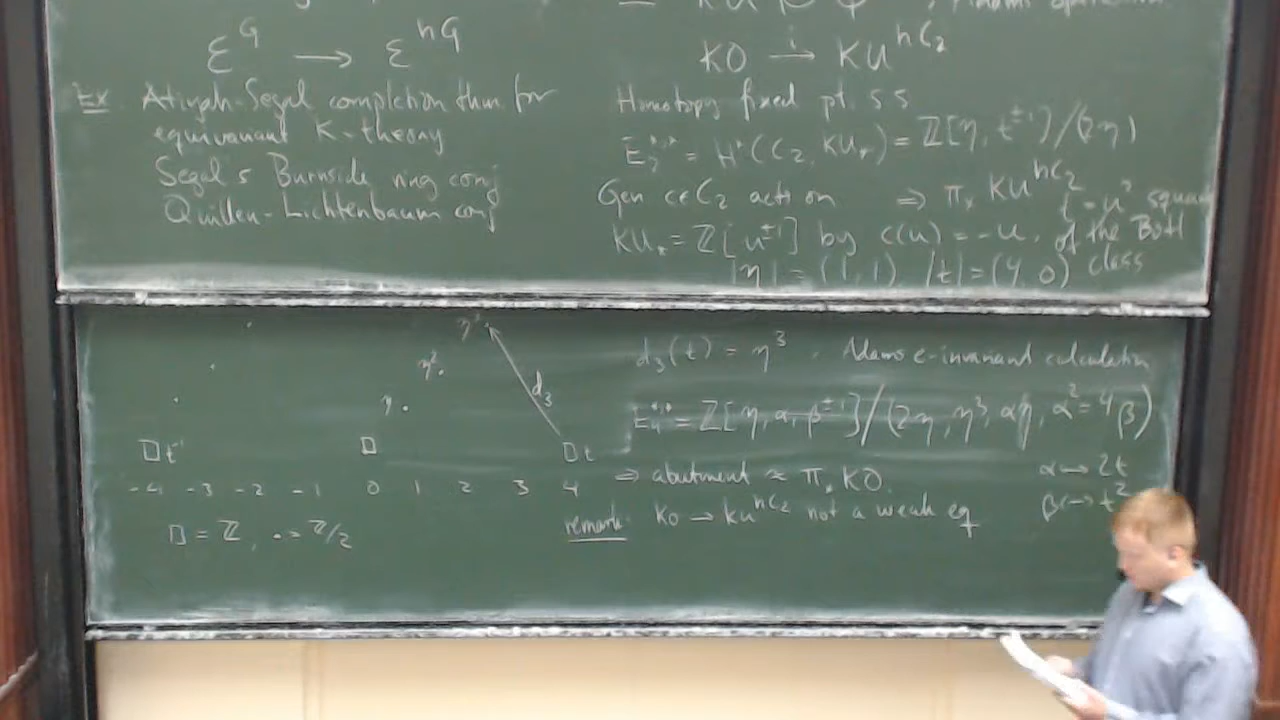 ε^G → ε^{hG}
Ex Atiyah-Segal completion thm for
equivariant K-theory
Segal's Burnside ring conj
Quillen-Lichtenbaum conj
KO →^i KU^{hC_2}
Homotopy fixed pt. SS
E_2^{*,*} = H^*(C_2, KU_*) = ℤ[η, t^{±1}]/(2η)
Gen c∈C_2 acts on ⇒ π_* KU^{hC_2}
t = u^2 square
KU_* = ℤ[u^{±1}] by c(u) = -u. of the Bott
|η| = (1,1) |t| = (4,0) class
η^3
η^2
η
d_3
□t^{-1} □ □t
-4 -3 -2 -1 0 1 2 3 4
□ = ℤ, · = ℤ/2
d_3(t) = η^3. Adams e-invariant calculation
E_4^{*,*} = ℤ[η, α, β^{±1}]/(2η, η^3, αη, α^2 = 4β)
⇒ abutment ≈ π_* KO. α ↦ 2t
β ↦ t^2
remark: ko → ku^{hC_2} not a weak eq